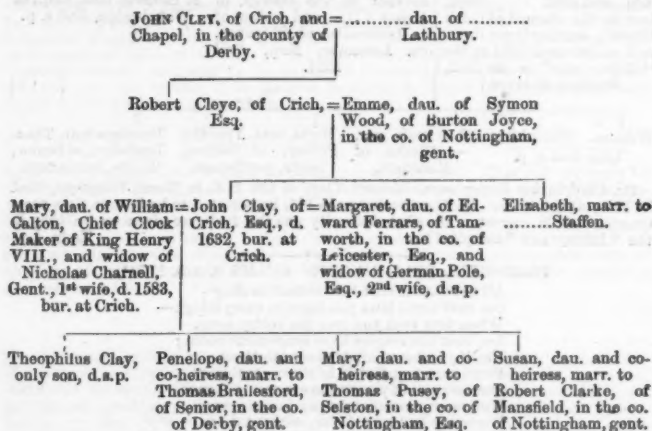 JOHN CLEY, of Crich, and=............dau. of ............
Chapel, in the county of Lathbury.
Derby.
Robert Cleye, of Crich,=Emme, dau. of Symon
Esq. Wood, of Burton Joyce,
in the co. of Nottingham,
gent.
Mary, dau. of William=John Clay, of=Margaret, dau. of Ed- Elizabeth, marr. to
Calton, Chief Clock Crich, Esq., d. ward Ferrars, of Tam- .........Staffen.
Maker of King Henry 1632, bur. at worth, in the co. of
VIII., and widow of Crich. Leicester, Esq., and
Nicholas Charnell, widow of German Pole,
Gent., 1st wife, d. 1583, Esq., 2nd wife, d.s.p.
bur. at Crich.
Theophilus Clay, Penelope, dau. and Mary, dau. and co- Susan, dau. and co-
only son, d.s.p. co-heiress, marr. to heiress, marr. to heiress, marr. to
Thomas Brailesford, Thomas Pusey, of Robert Clarke, of
of Senior, in the co. Selston, in the co. of Mansfield, in the co.
of Derby, gent. Nottingham, Esq. of Nottingham, gent.